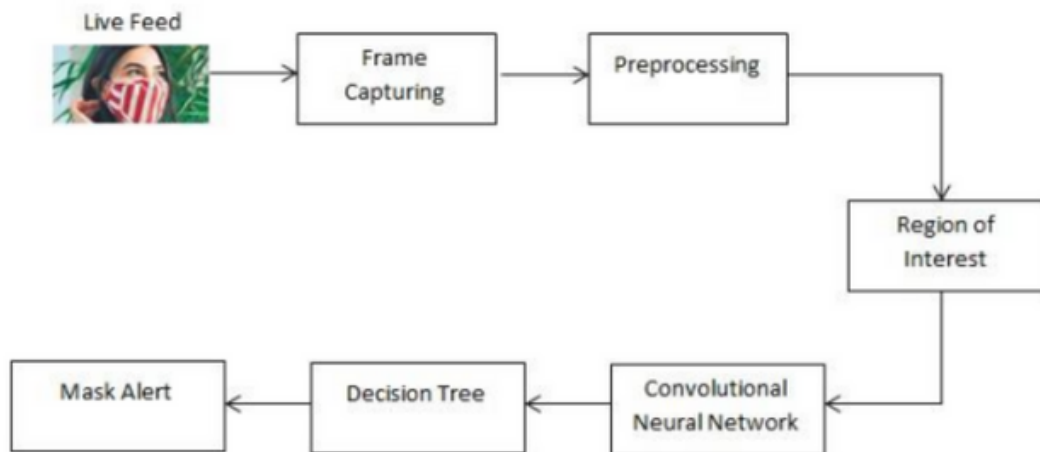 Live Feed
Frame
Capturing
Preprocessing
Region of
Interest
Convolutional
Neural Network
Decision Tree
Mask Alert